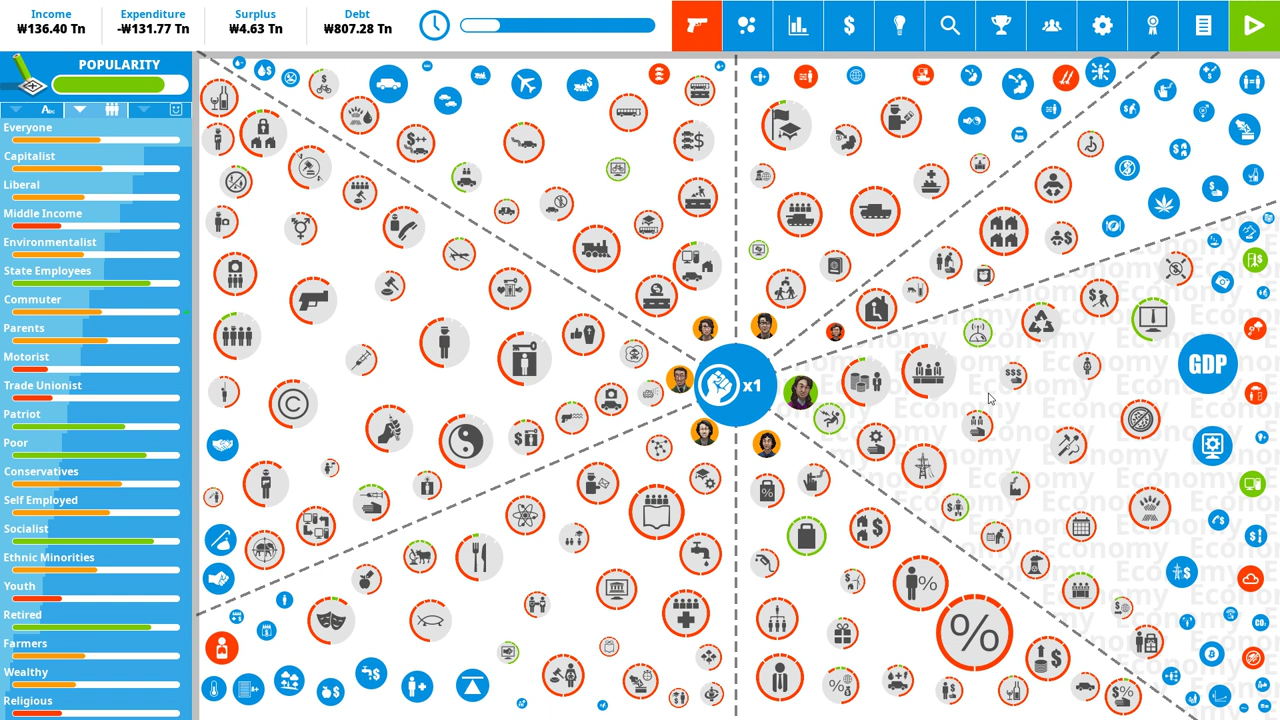 Income
₩136.40 Tn
Expenditure
-₩131.77 Tn
Surplus
₩4.63 Tn
Debt
₩807.28 Tn
POPULARITY
Everyone
Capitalist
Liberal
Middle Income
Environmentalist
State Employees
Commuter
Parents
Motorist
Trade Unionist
Patriot
Poor
Conservatives
Self Employed
Socialist
Ethnic Minorities
Youth
Retired
Farmers
Wealthy
Religious
x1
GDP
Economy
%